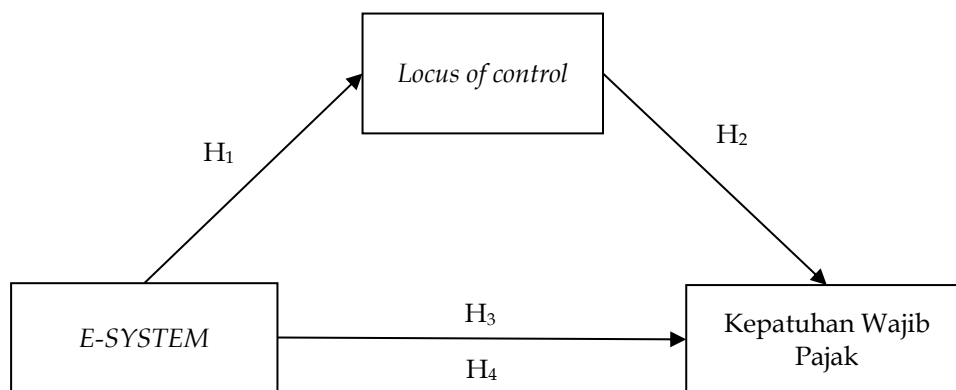 Locus of control
H₁
H₂
E-SYSTEM
H₃
H₄
Kepatuhan Wajib
Pajak